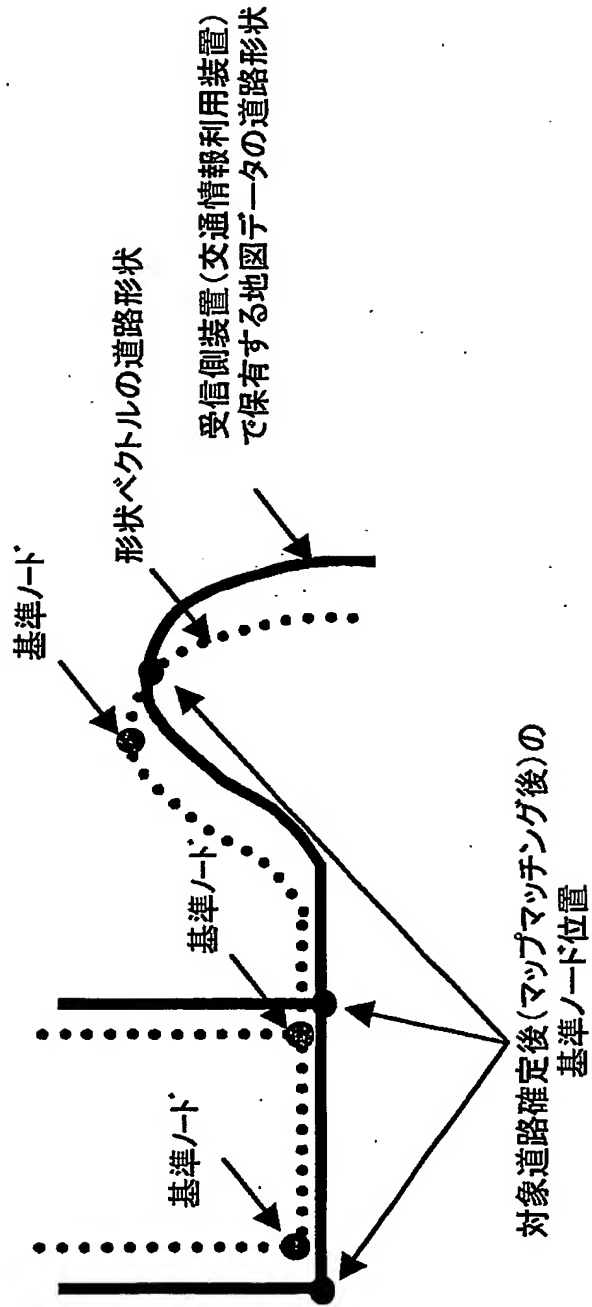 基準ノード
形状ベクトルの道路形状
受信側装置(交通情報利用装置)
で保有する地図データの道路形状
基準ノード
基準ノード
対象道路確定後(マップマッチング後)の
基準ノード位置